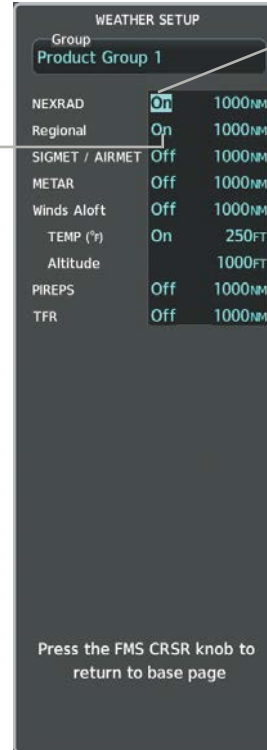 WEATHER SETUP
Group
Product Group 1
NEXRAD On 1000NM
Regional On 1000NM
SIGMET / AIRMET Off 1000NM
METAR Off 1000NM
Winds Aloft Off 1000NM
TEMP (°F) On 250FT
Altitude 1000FT
PIREPS Off 1000NM
TFR Off 1000NM
Press the FMS CRSR knob to
return to base page